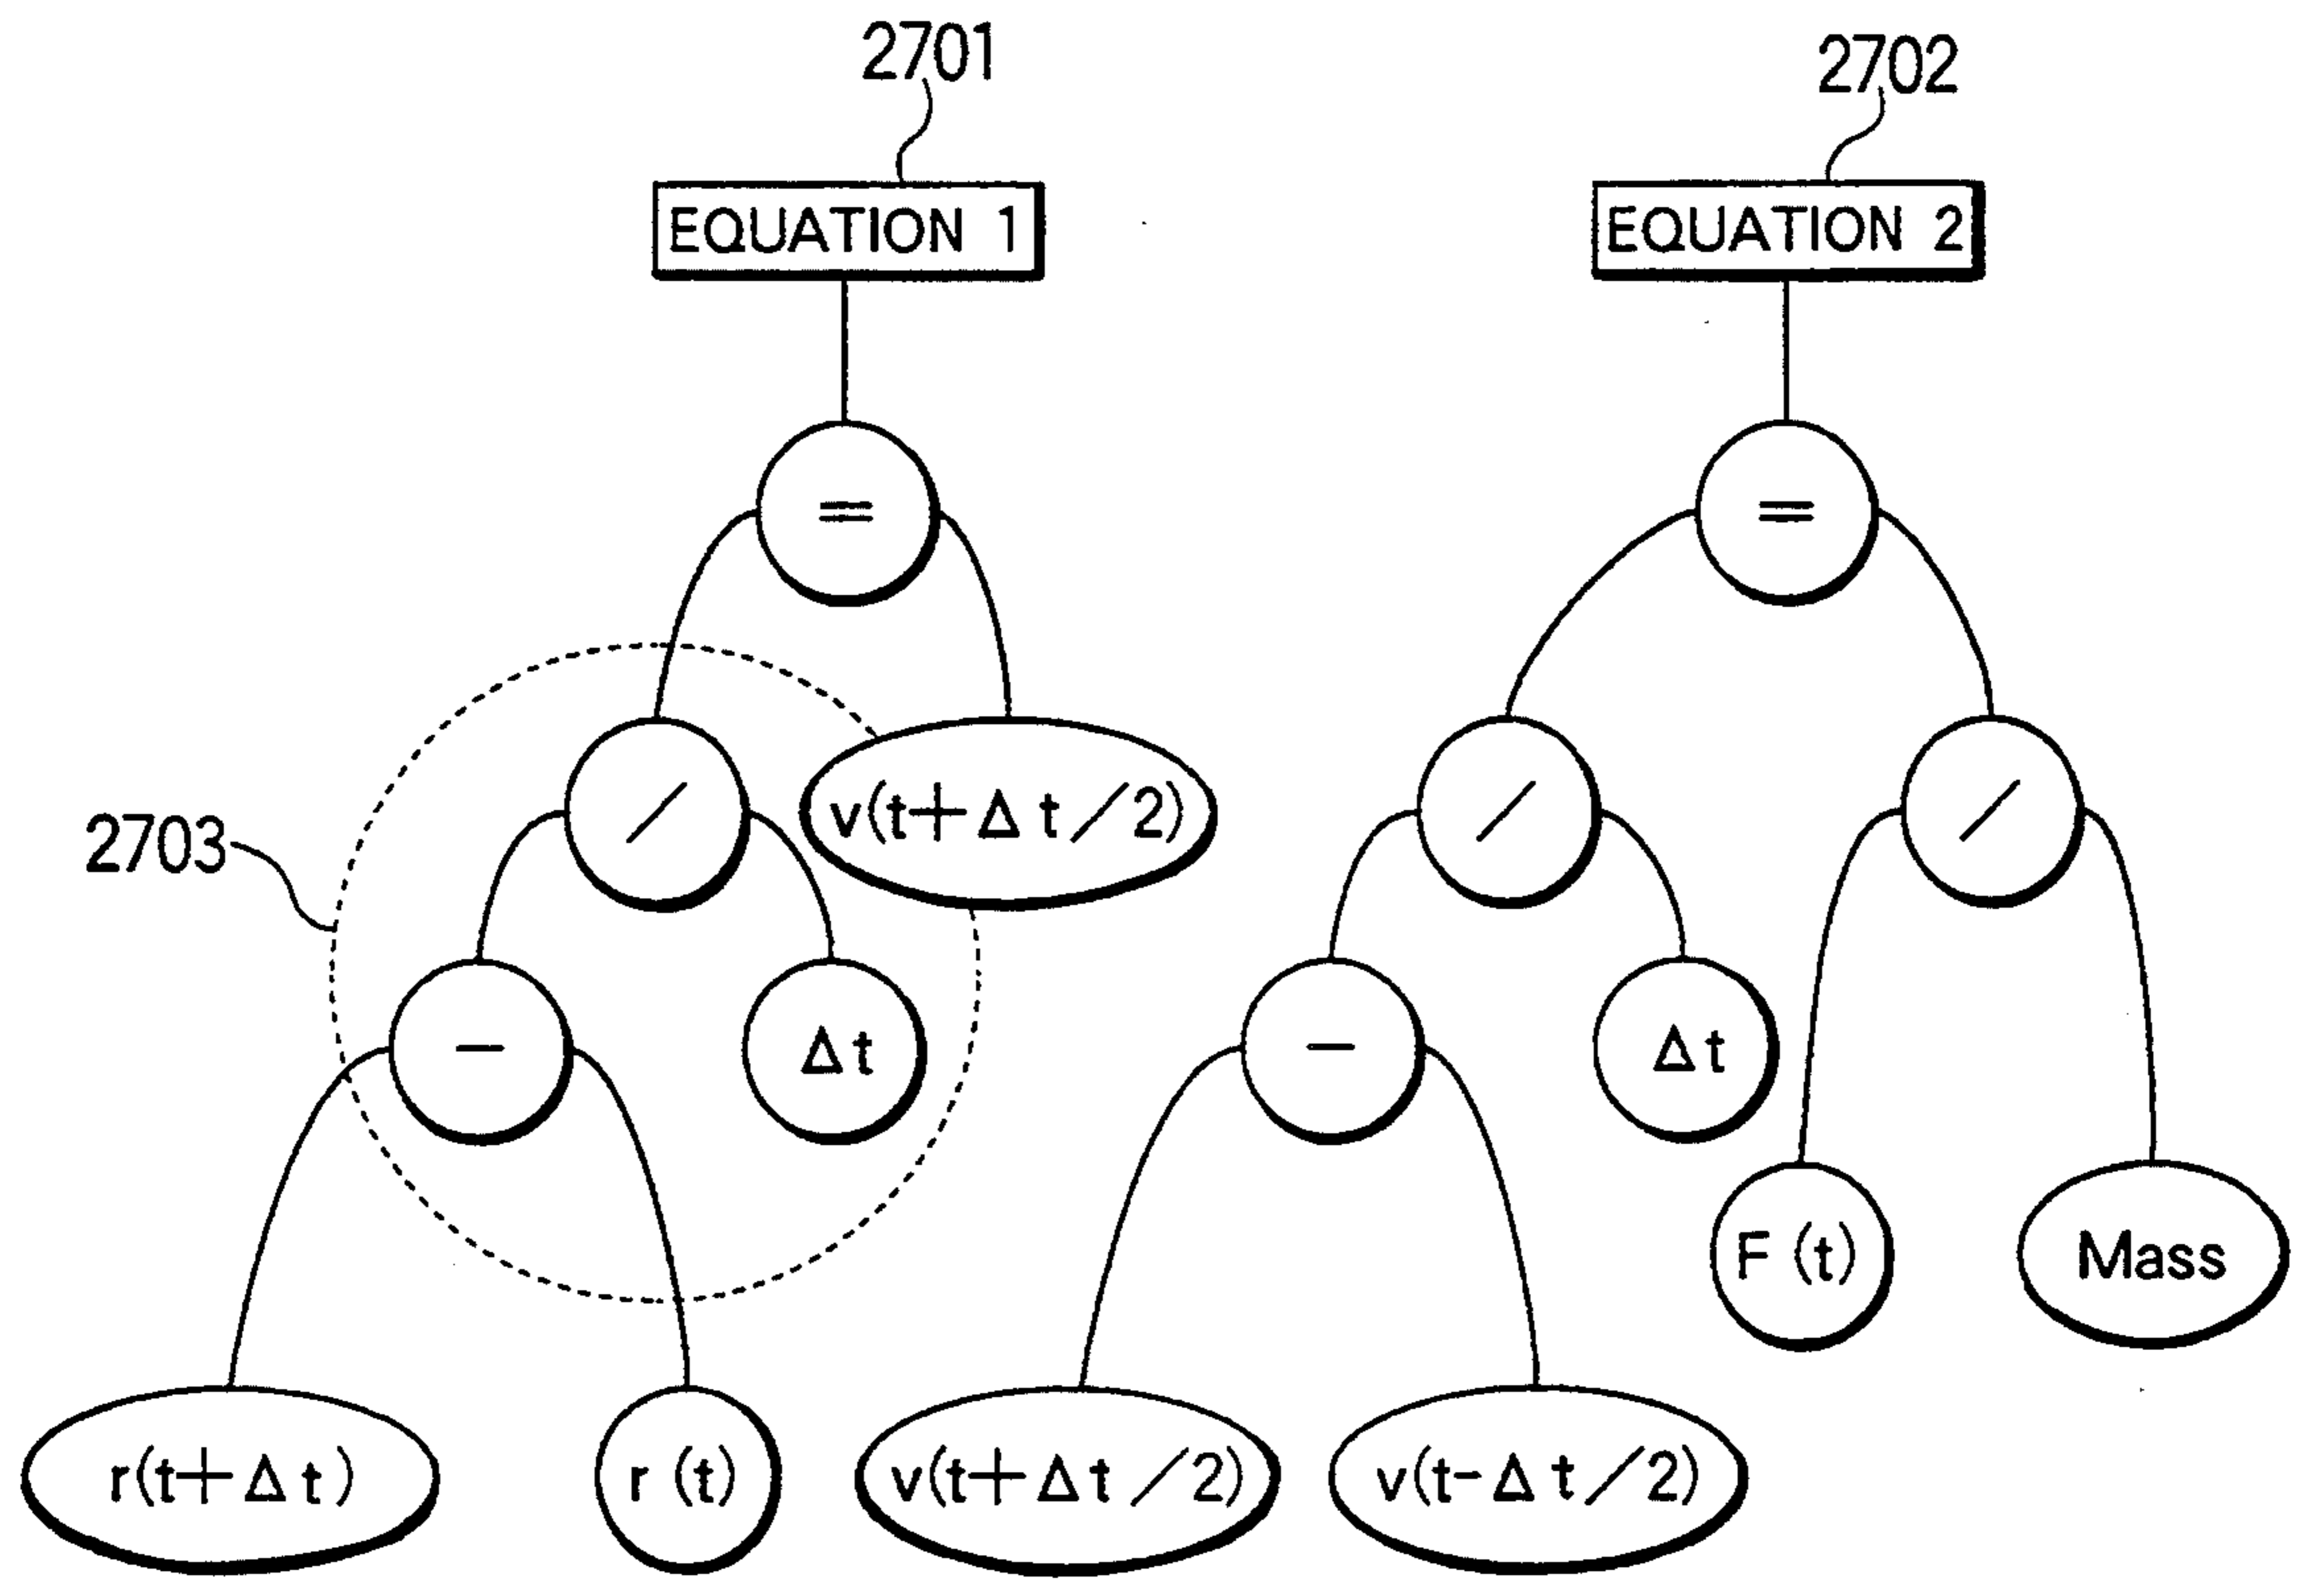 2701
2702
EQUATION 1
EQUATION 2
=
=
/
v(t+Δt/2)
/
/
2703
-
Δt
-
Δt
F(t)
Mass
r(t+Δt)
r(t)
v(t+Δt/2)
v(t-Δt/2)